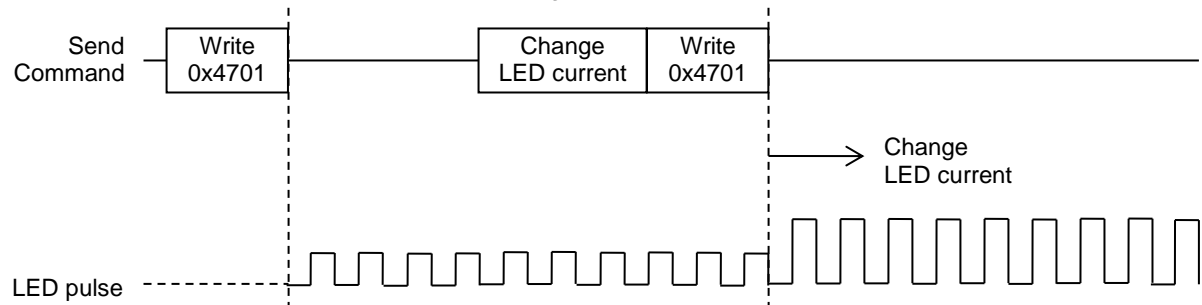 Send
Command
Write
0x4701
Change
LED current
Write
0x4701
Change
LED current
LED pulse